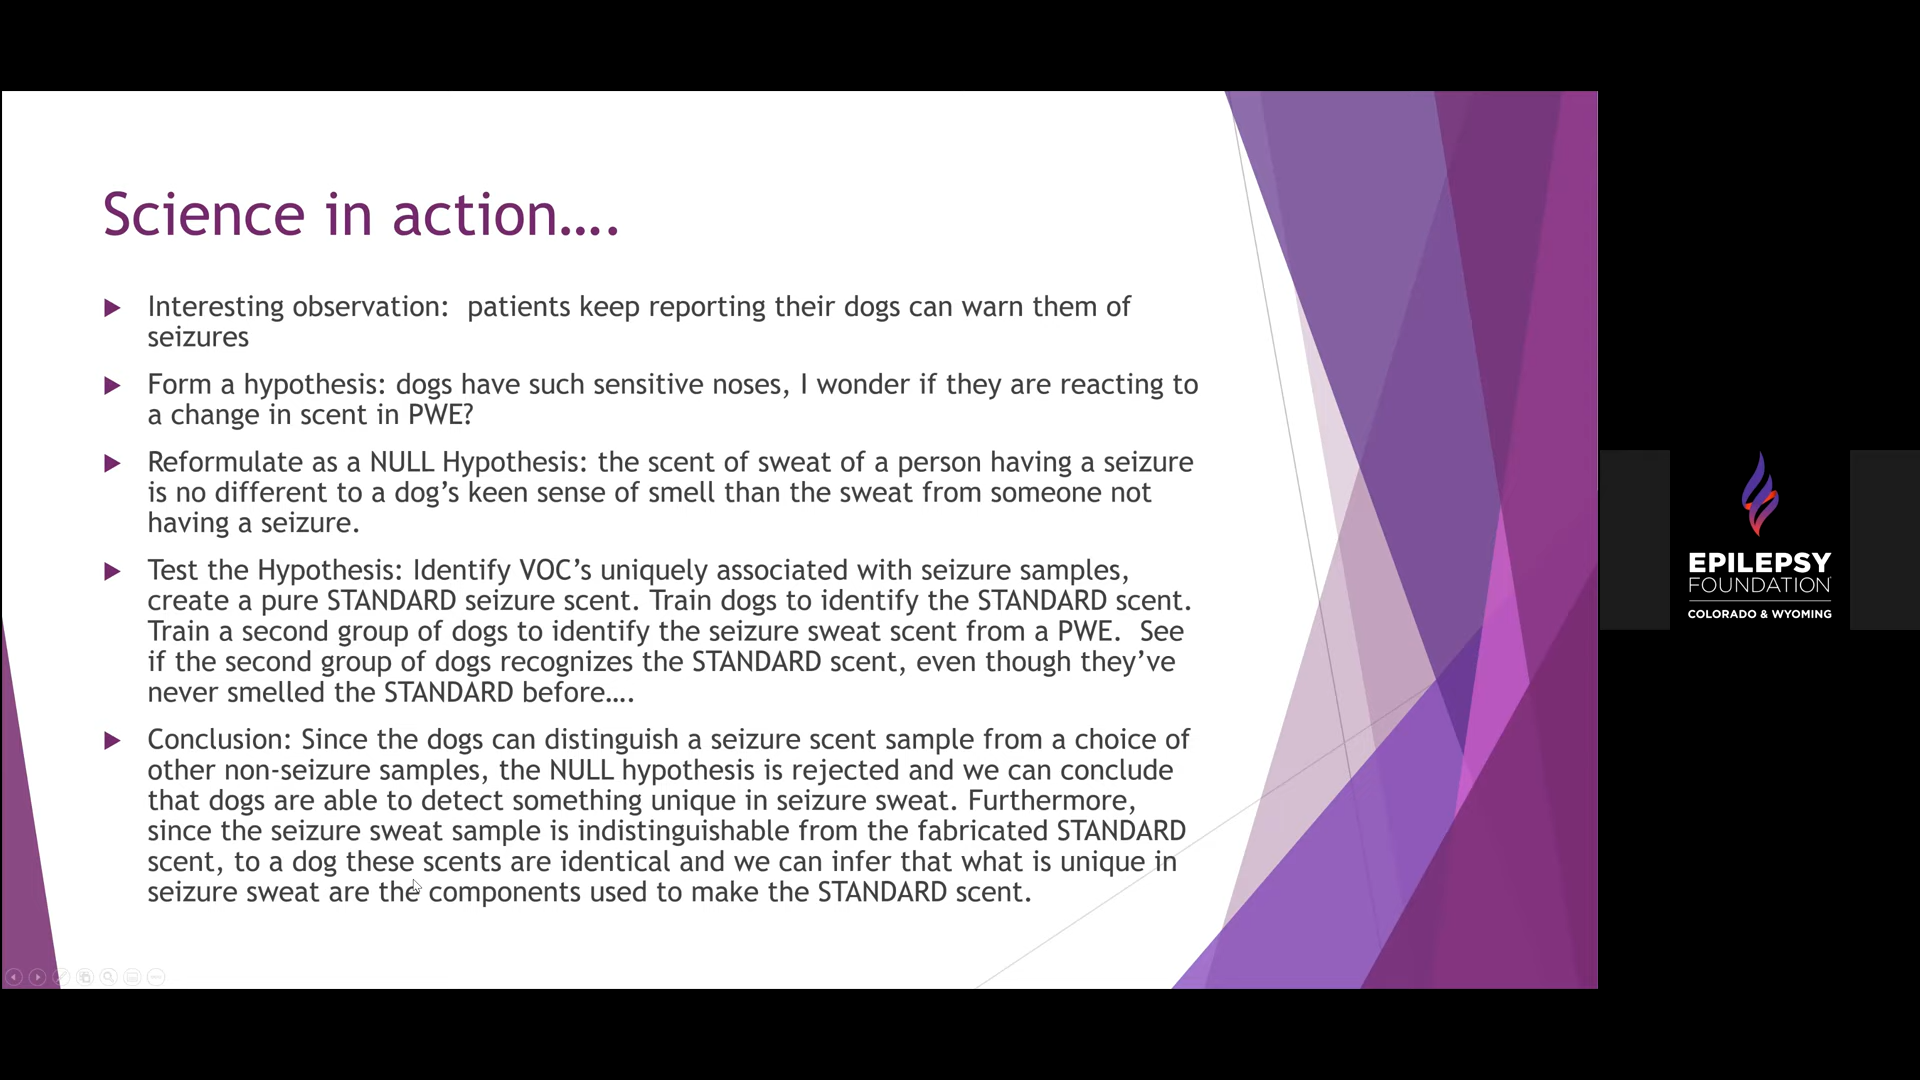 Science in action....
Interesting observation:  patients keep reporting their dogs can warn them of
seizures
Form a hypothesis: dogs have such sensitive noses, I wonder if they are reacting to
a change in scent in PWE?
Reformulate as a NULL Hypothesis: the scent of sweat of a person having a seizure
is no different to a dog’s keen sense of smell than the sweat from someone not
having a seizure.
Test the Hypothesis: Identify VOC’s uniquely associated with seizure samples,
create a pure STANDARD seizure scent. Train dogs to identify the STANDARD scent.
Train a second group of dogs to identify the seizure sweat scent from a PWE.  See
if the second group of dogs recognizes the STANDARD scent, even though they’ve
never smelled the STANDARD before....
Conclusion: Since the dogs can distinguish a seizure scent sample from a choice of
other non-seizure samples, the NULL hypothesis is rejected and we can conclude
that dogs are able to detect something unique in seizure sweat. Furthermore,
since the seizure sweat sample is indistinguishable from the fabricated STANDARD
scent, to a dog these scents are identical and we can infer that what is unique in
seizure sweat are the components used to make the STANDARD scent.
EPILEPSY
FOUNDATION
COLORADO & WYOMING